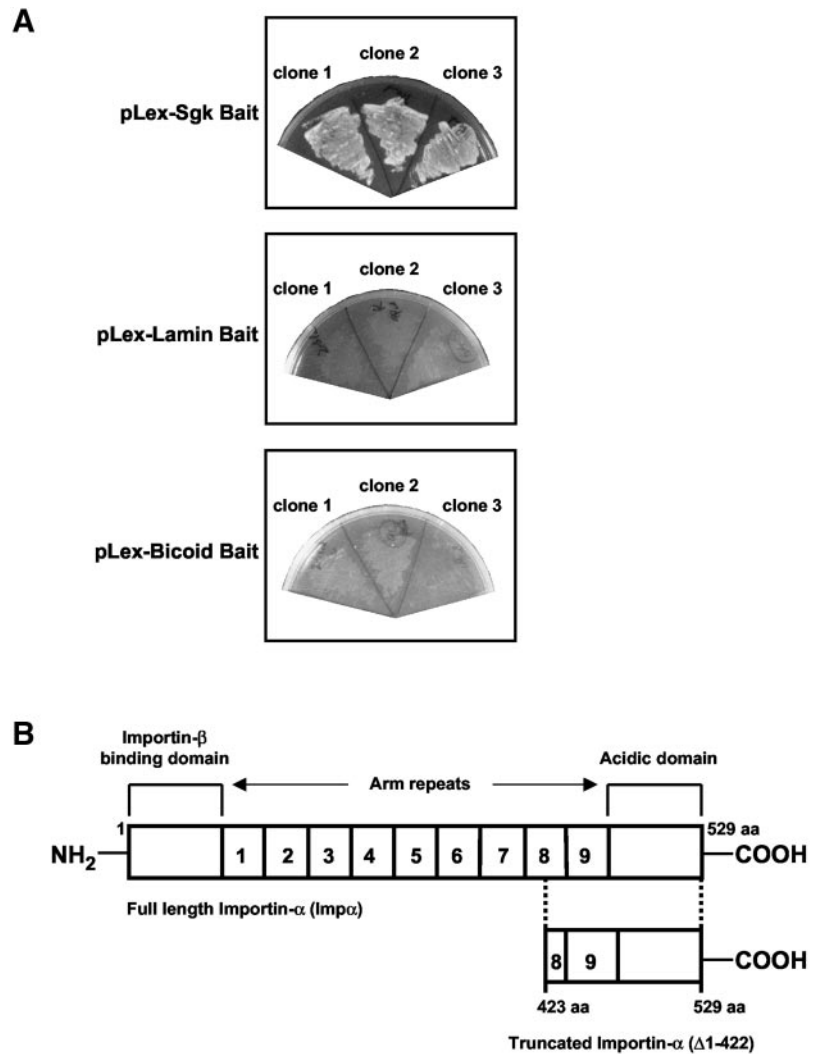 A
clone 1
clone 2
clone 3
pLex-Sgk Bait
clone 1
clone 2
clone 3
pLex-Lamin Bait
clone 1
clone 2
clone 3
pLex-Bicoid Bait
B
Importin-β
binding domain
Arm repeats
Acidic domain
1
529 aa
NH2
1 2 3 4 5 6 7 8 9
COOH
Full length Importin-α (Impα)
8 9
COOH
423 aa
529 aa
Truncated Importin-α (Δ1-422)